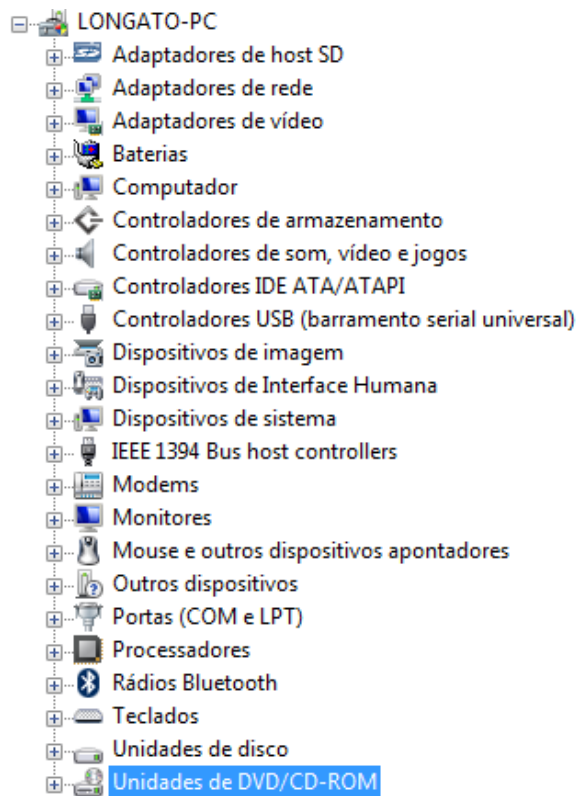 LONGATO-PC
Adaptadores de host SD
Adaptadores de rede
Adaptadores de vídeo
Baterias
Computador
Controladores de armazenamento
Controladores de som, vídeo e jogos
Controladores IDE ATA/ATAPI
Controladores USB (barramento serial universal)
Dispositivos de imagem
Dispositivos de Interface Humana
Dispositivos de sistema
IEEE 1394 Bus host controllers
Modems
Monitores
Mouse e outros dispositivos apontadores
Outros dispositivos
Portas (COM e LPT)
Processadores
Rádios Bluetooth
Teclados
Unidades de disco
Unidades de DVD/CD-ROM